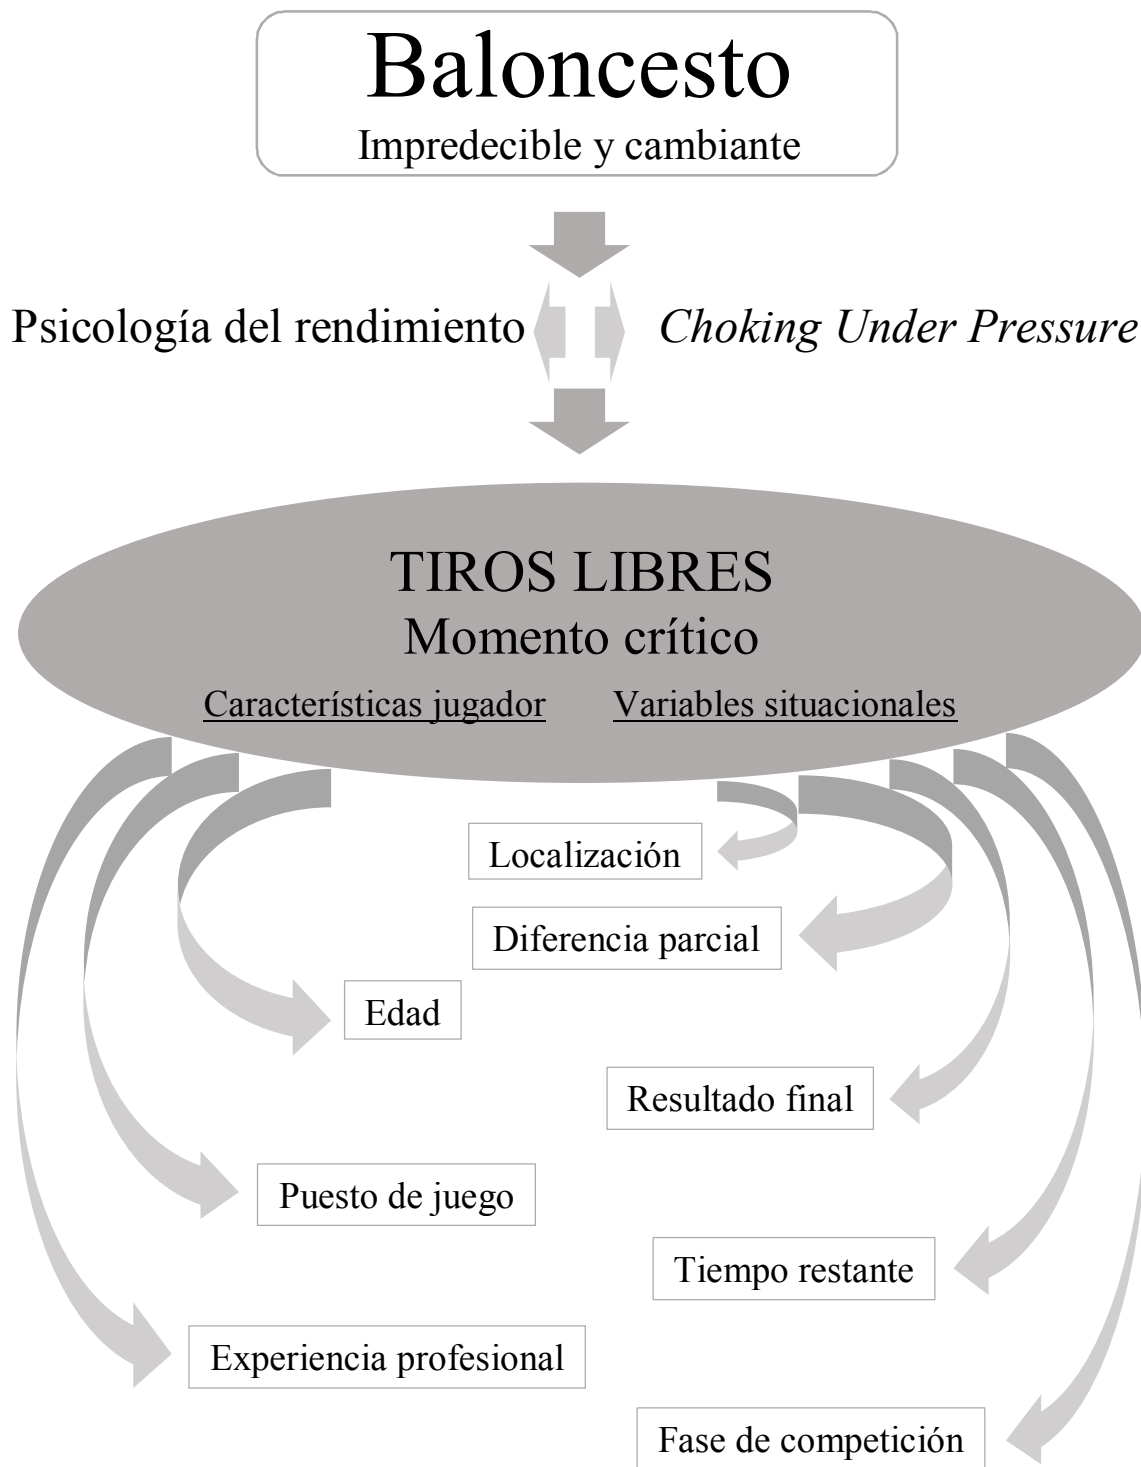 Baloncesto
Impredecible y cambiante
Psicología del rendimiento
Choking Under Pressure
TIROS LIBRES
Momento crítico
Característícas jugador
Variables situacionales
Localización
Diferencia parcial
Edad
Resultado final
Puesto de juego
Tiempo restante
Experiencia profesional
Fase de competición